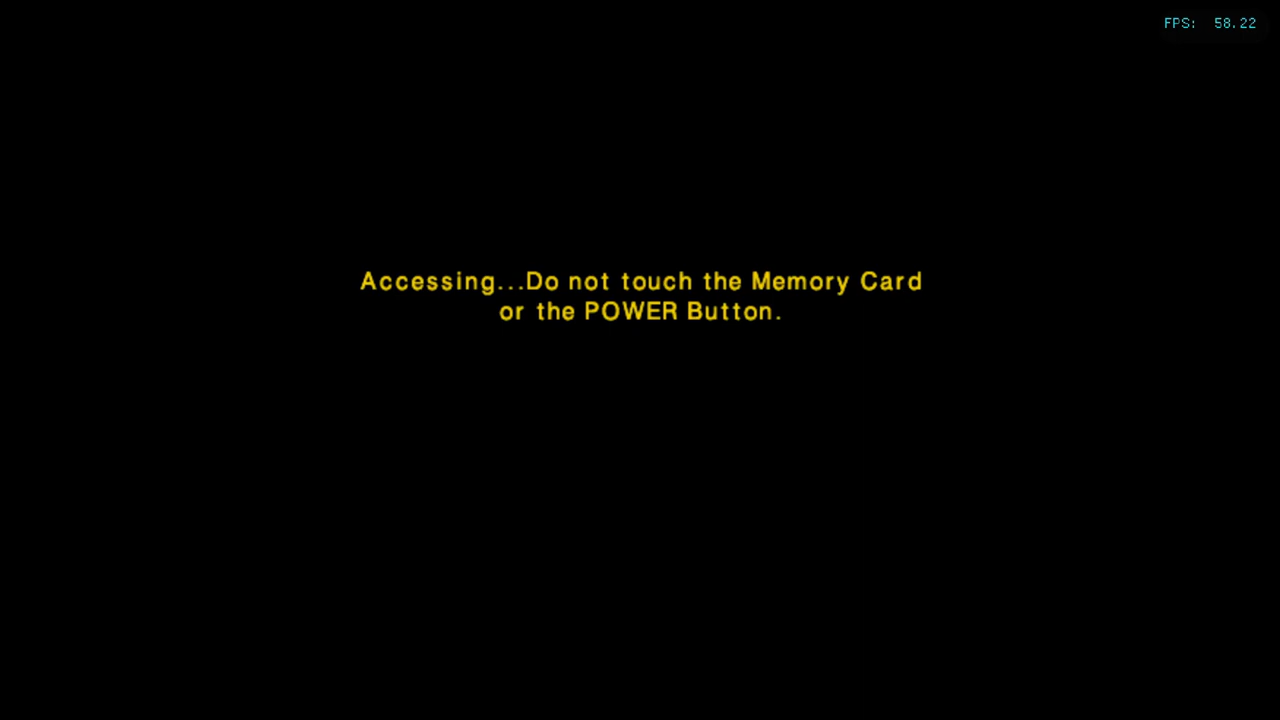 FPS: 58.22
Accessing...Do not touch the Memory Card
or the POWER Button.